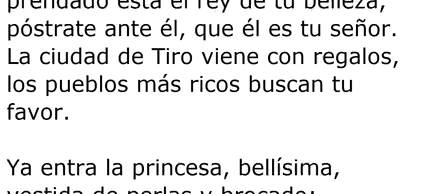 prendado está el rey de tu belleza,
póstrate ante él, que él es tu señor.
La ciudad de Tiro viene con regalos,
los pueblos más ricos buscan tu
favor.

Ya entra la princesa, bellísima,
vestida de perlas y brocado;